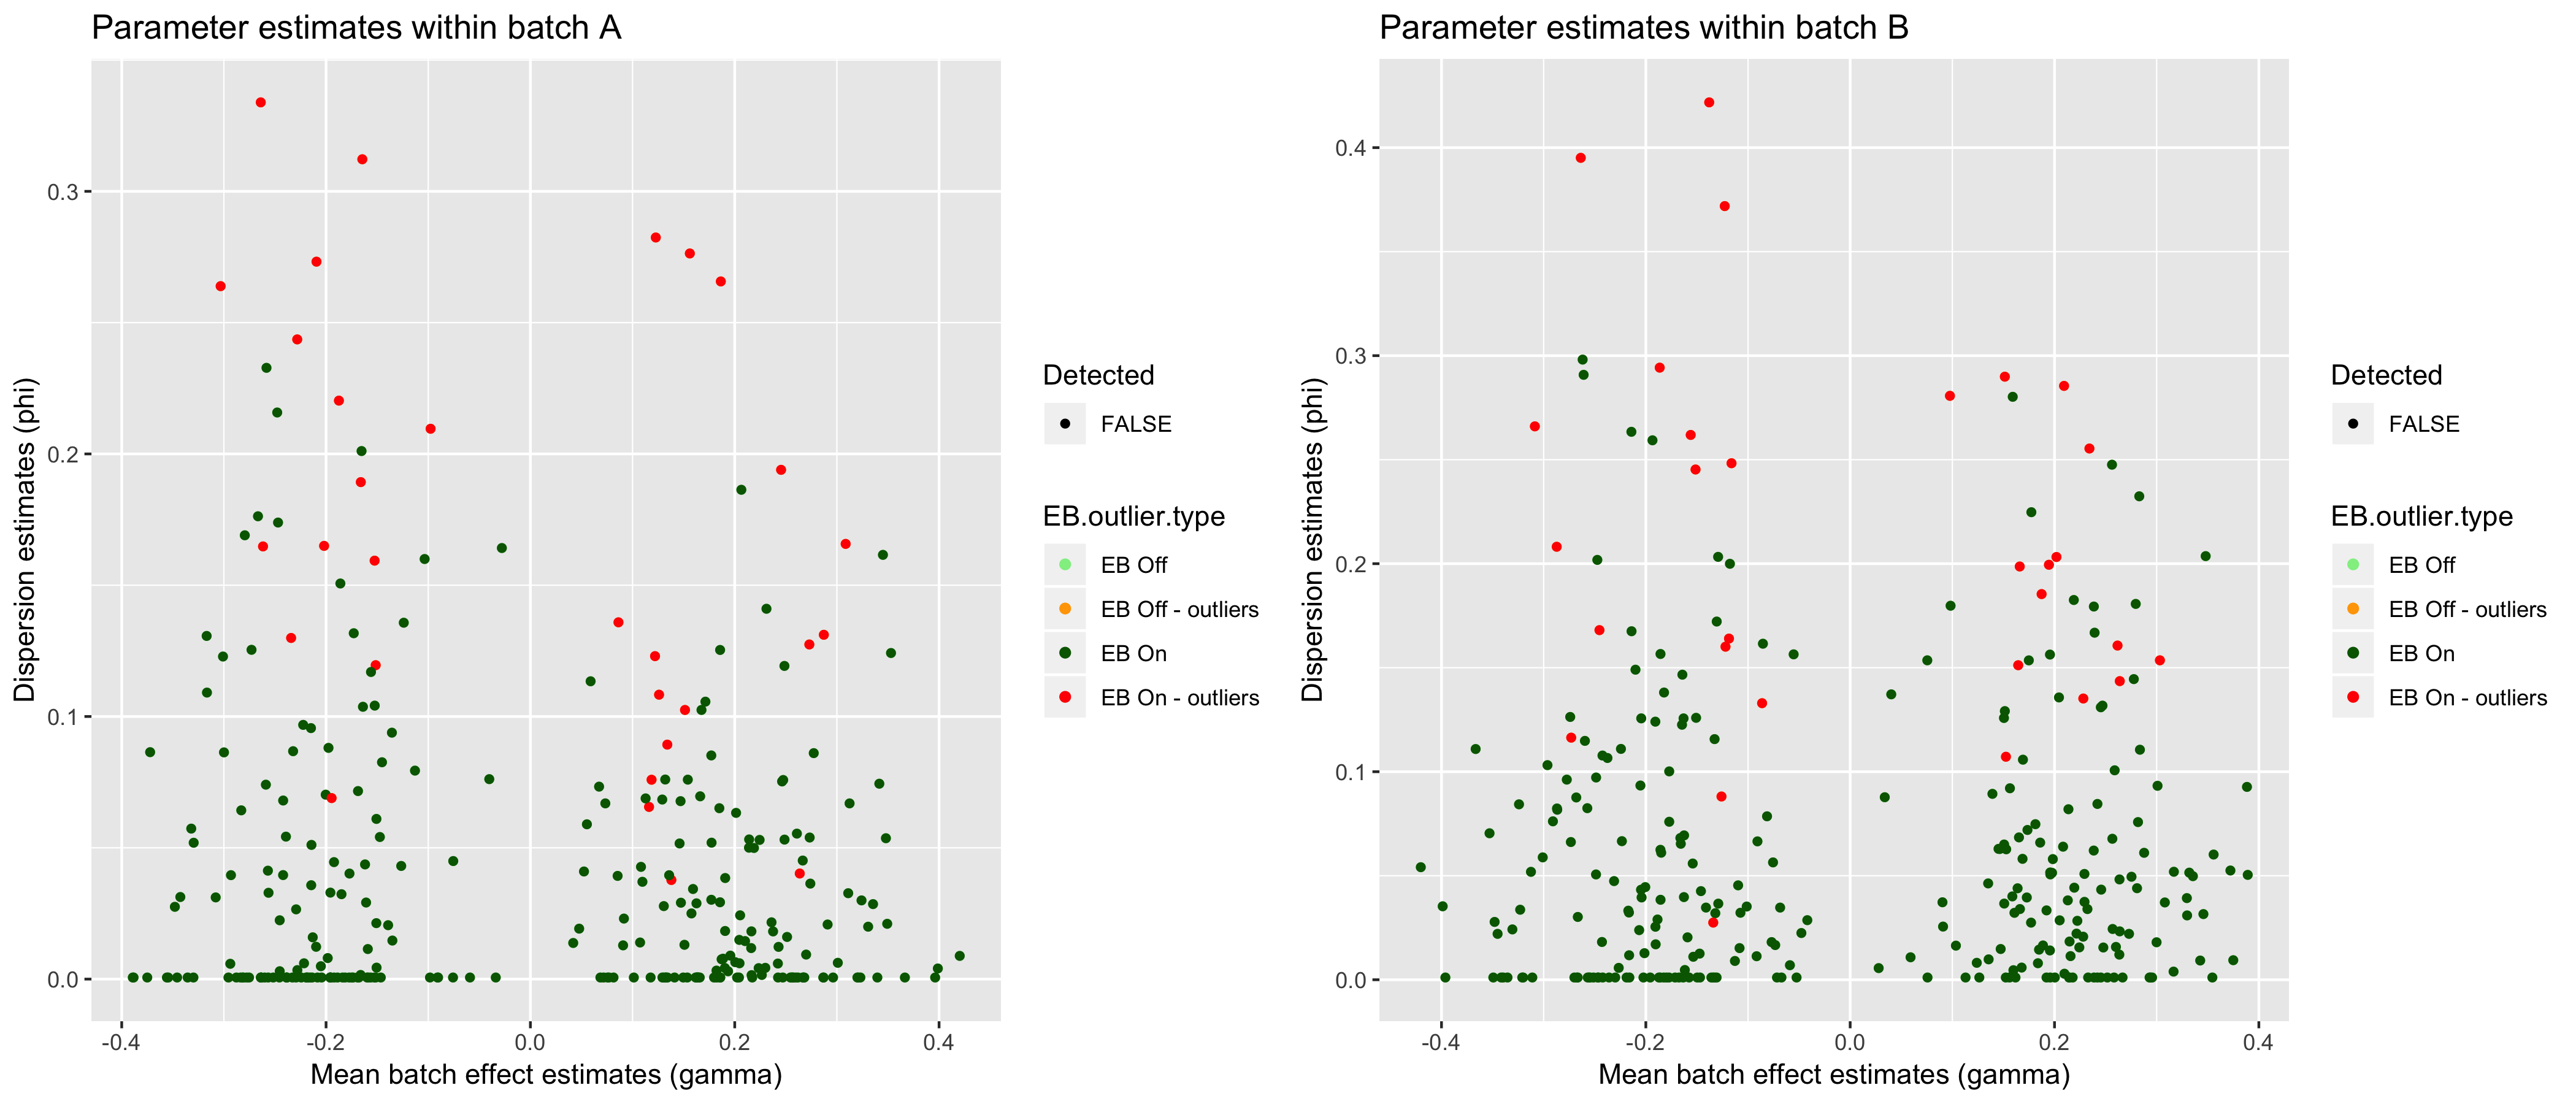 Parameter estimates within batch A
Dispersion estimates (phi)
0.3
0.2
0.1
0.0
-0.4
-0.2
0.0
0.2
0.4
Mean batch effect estimates (gamma)
Detected
FALSE
EB.outlier.type
EB Off
EB Off - outliers
EB On
EB On - outliers
Parameter estimates within batch B
Dispersion estimates (phi)
0.4
0.3
0.2
0.1
0.0
-0.4
-0.2
0.0
0.2
0.4
Mean batch effect estimates (gamma)
Detected
FALSE
EB.outlier.type
EB Off
EB Off - outliers
EB On
EB On - outliers